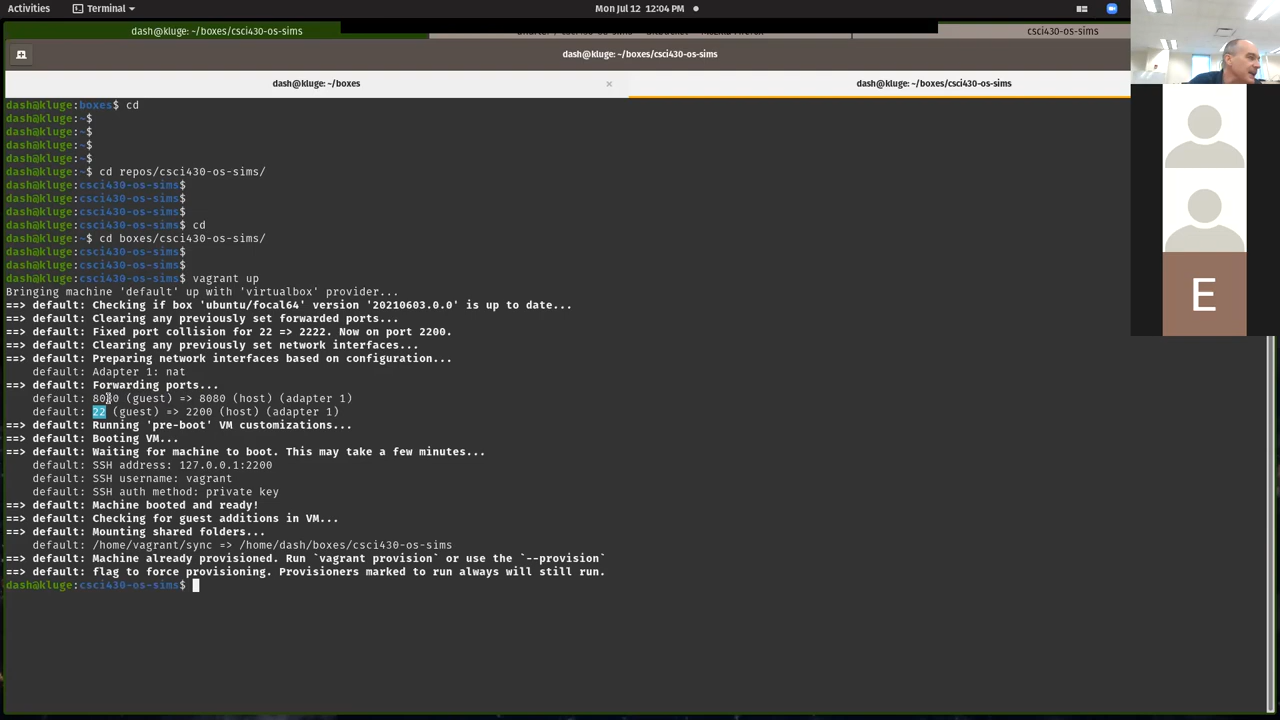 Activities
Terminal
Mon Jul 12 12:04 PM
dash@kluge: ~/boxes/csci430-os-sims
csci430-os-sims
dash@kluge: ~/boxes/csci430-os-sims
dash@kluge: ~/boxes
dash@kluge: ~/boxes/csci430-os-sims
dash@kluge:boxes$ cd
dash@kluge:~$
dash@kluge:~$
dash@kluge:~$
dash@kluge:~$
dash@kluge:~$ cd repos/csci430-os-sims/
dash@kluge:csci430-os-sims$
dash@kluge:csci430-os-sims$
dash@kluge:csci430-os-sims$
dash@kluge:csci430-os-sims$ cd
dash@kluge:~$ cd boxes/csci430-os-sims/
dash@kluge:csci430-os-sims$
dash@kluge:csci430-os-sims$
dash@kluge:csci430-os-sims$ vagrant up
Bringing machine 'default' up with 'virtualbox' provider...
==> default: Checking if box 'ubuntu/focal64' version '20210603.0.0' is up to date...
==> default: Clearing any previously set forwarded ports...
==> default: Fixed port collision for 22 => 2222. Now on port 2200.
==> default: Clearing any previously set network interfaces...
==> default: Preparing network interfaces based on configuration...
default: Adapter 1: nat
==> default: Forwarding ports...
default: 8080 (guest) => 8080 (host) (adapter 1)
default: 22 (guest) => 2200 (host) (adapter 1)
==> default: Running 'pre-boot' VM customizations...
==> default: Booting VM...
==> default: Waiting for machine to boot. This may take a few minutes...
default: SSH address: 127.0.0.1:2200
default: SSH username: vagrant
default: SSH auth method: private key
==> default: Machine booted and ready!
==> default: Checking for guest additions in VM...
==> default: Mounting shared folders...
default: /home/vagrant/sync => /home/dash/boxes/csci430-os-sims
==> default: Machine already provisioned. Run `vagrant provision` or use the `--provision`
==> default: flag to force provisioning. Provisioners marked to run always will still run.
dash@kluge:csci430-os-sims$
E